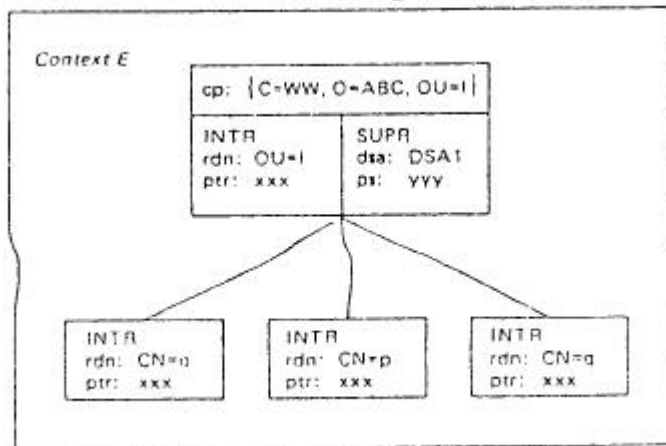 Context E
cp: {C=WW, O=ABC, OU=I}
INTR
rdn: OU=I
ptr: xxx
SUPR
dsa: DSA1
ps: yyy
INTR
rdn: CN=o
ptr: xxx
INTR
rdn: CN=p
ptr: xxx
INTR
rdn: CN=q
ptr: xxx